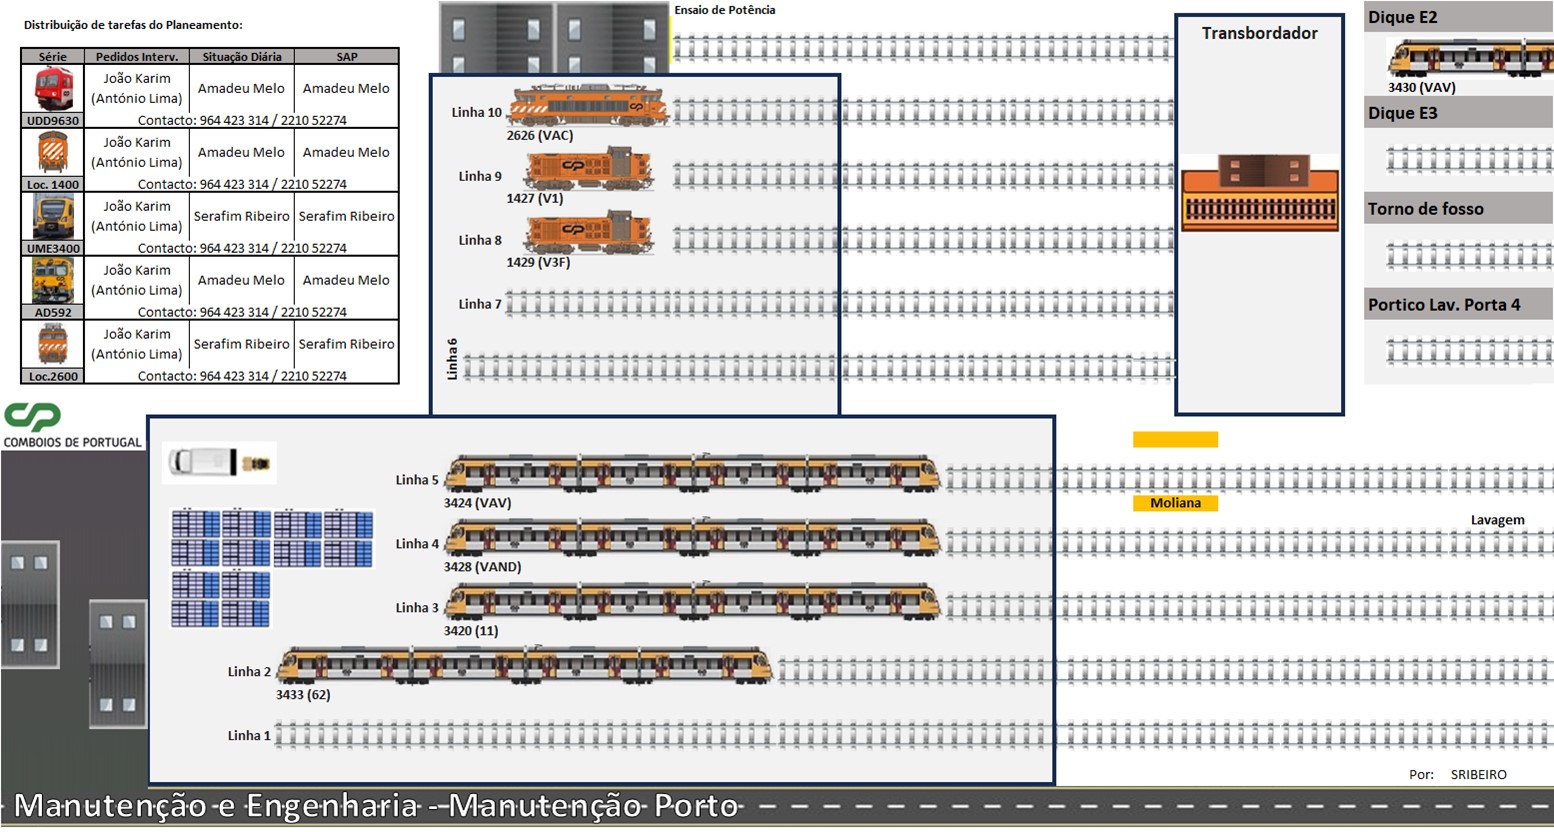 Distribuição de tarefas do Planeamento:
Série Pedidos Interv. Situação Diária SAP
João Karim
(António Lima) Amadeu Melo Amadeu Melo
UDD9630 Contacto: 964 423 314 / 2210 52274
João Karim
(António Lima) Amadeu Melo Amadeu Melo
Loc. 1400 Contacto: 964 423 314 / 2210 52274
João Karim
(António Lima) Serafim Ribeiro Serafim Ribeiro
UME3400 Contacto: 964 423 314 / 2210 52274
João Karim
(António Lima) Amadeu Melo Amadeu Melo
AD592 Contacto: 964 423 314 / 2210 52274
João Karim
(António Lima) Serafim Ribeiro Serafim Ribeiro
Loc.2600 Contacto: 964 423 314 / 2210 52274
CP
COMBOIOS DE PORTUGAL
Ensaio de Potência
Linha 10
2626 (VAC)
Linha 9
1427 (V1)
Linha 8
1429 (V3F)
Linha 7
Linha 6
Transbordador
Dique E2
3430 (VAV)
Dique E3
Torno de fosso
Portico Lav. Porta 4
Linha 5
3424 (VAV)
Moliana
Lavagem
Linha 4
3428 (VAND)
Linha 3
3420 (11)
Linha 2
3433 (62)
Linha 1
Por: SRIBEIRO
Manutenção e Engenharia - Manutenção Porto